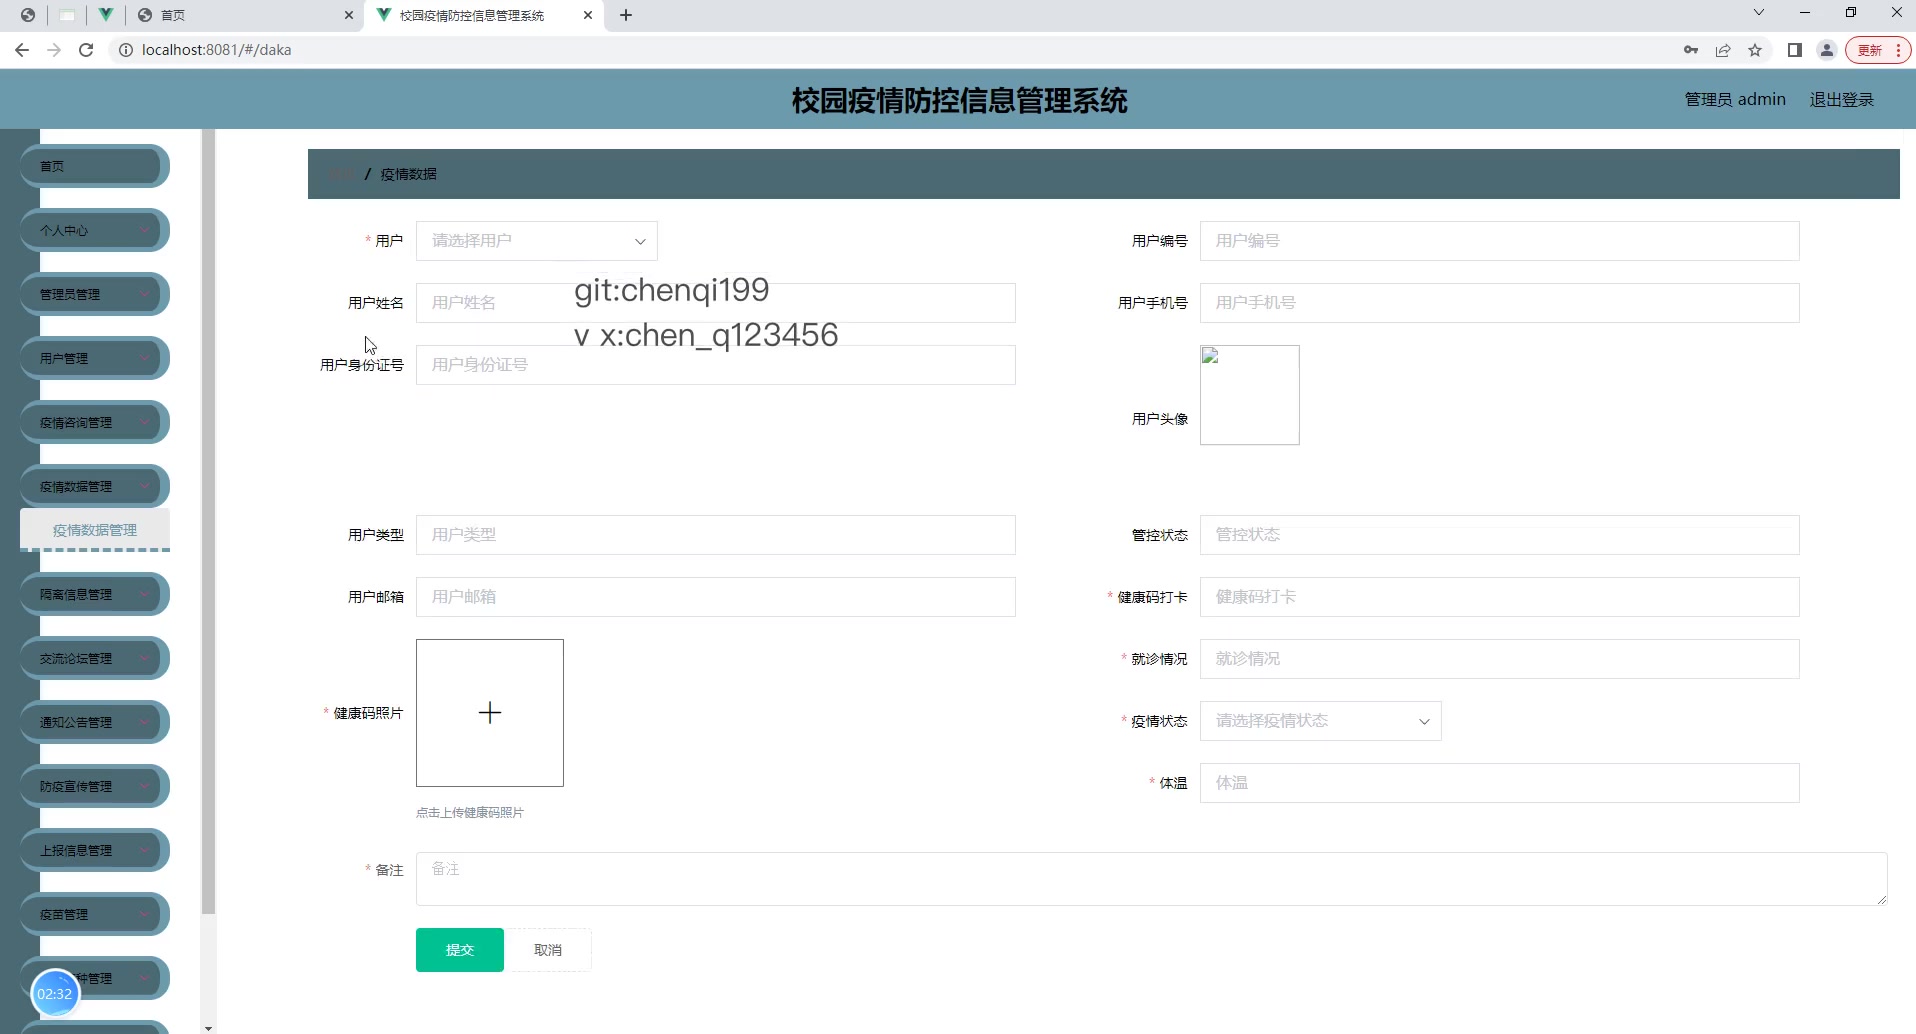 首页
校园疫情防控信息管理系统
localhost:8081/#/daka
更新
校园疫情防控信息管理系统
管理员 admin
退出登录
首页
个人中心
管理员管理
用户管理
疫情咨询管理
疫情数据管理
疫情数据管理
隔离信息管理
交流论坛管理
通知公告管理
防疫宣传管理
上报信息管理
疫苗管理
种管理
02:32
/ 疫情数据
* 用户 请选择用户
用户编号 用户编号
git:chenqi199
用户姓名 用户姓名
用户手机号 用户手机号
v x:chen_q123456
用户身份证号 用户身份证号
用户头像
用户类型 用户类型
管控状态 管控状态
用户邮箱 用户邮箱
* 健康码打卡 健康码打卡
* 健康码照片
点击上传健康码照片
* 就诊情况 就诊情况
* 疫情状态 请选择疫情状态
* 体温 体温
* 备注 备注
提交
取消